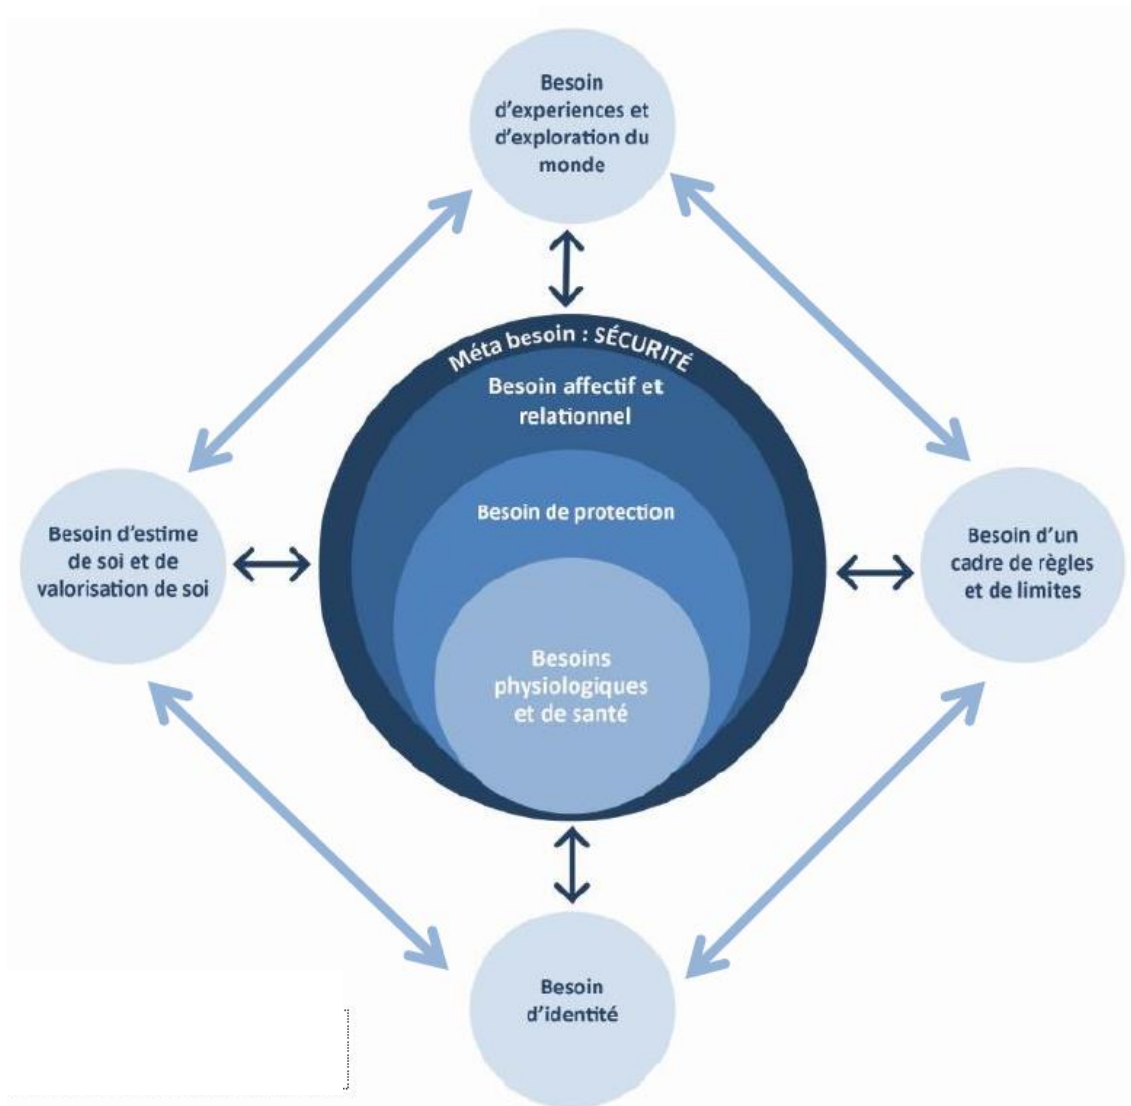 Besoin
d'experiences et
d'exploration du
monde
Méta besoin : SÉCURITÉ
Besoin affectif et
relationnel
Besoin de protection
Besoin d'estime
de soi et de
valorisation de soi
Besoin d'un
cadre de règles
et de limites
Besoins
physiologiques
et de santé
Besoin
d'identité